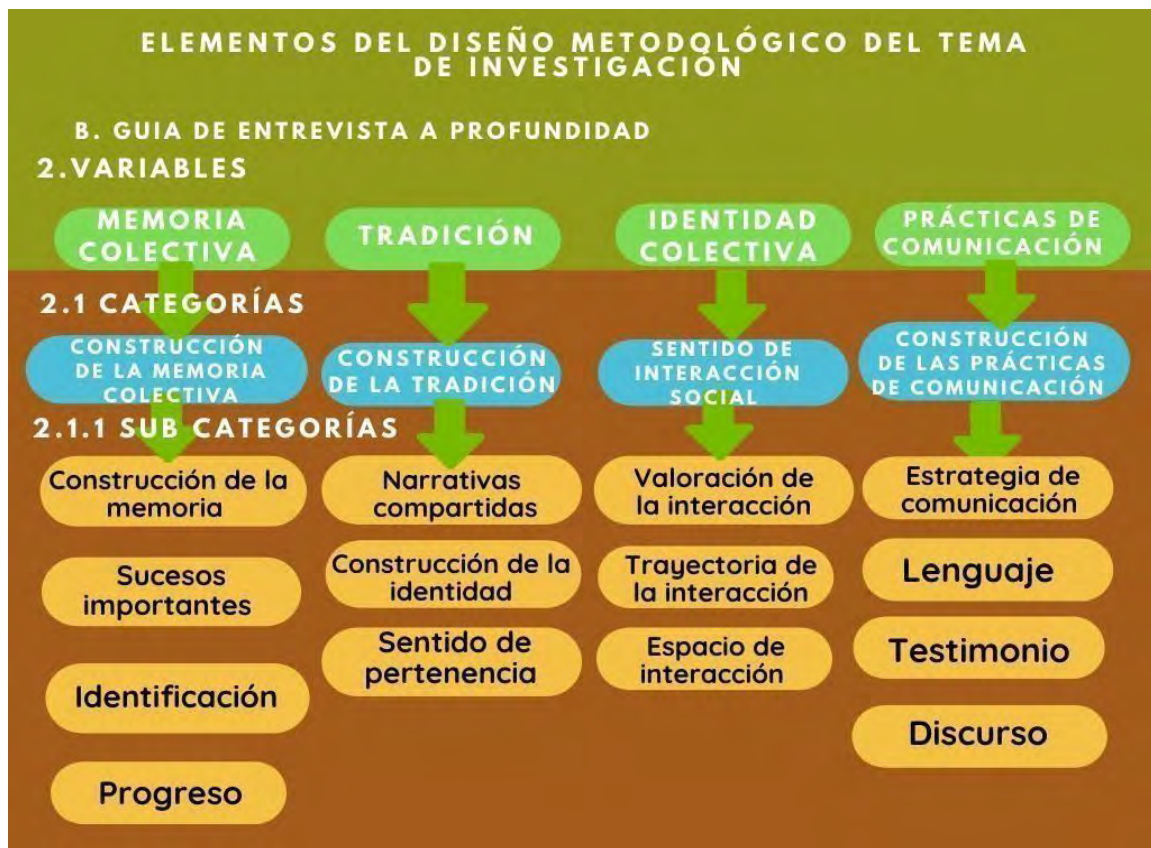 ELEMENTOS DEL DISEÑO METODOLÓGICO DEL TEMA
DE INVESTIGACIÓN
B. GUIA DE ENTREVISTA A PROFUNDIDAD
2.VARIABLES
MEMORIA
COLECTIVA
TRADICIÓN
IDENTIDAD
COLECTIVA
PRÁCTICAS DE
COMUNICACIÓN
2.1 CATEGORÍAS
CONSTRUCCIÓN
DE LA MEMORIA
COLECTIVA
CONSTRUCCIÓN
DE LA TRADICIÓN
SENTIDO DE
INTERACCIÓN
SOCIAL
CONSTRUCCIÓN
DE LAS PRÁCTICAS
DE COMUNICACIÓN
2.1.1 SUB CATEGORÍAS
Construcción de la
memoria
Sucesos
importantes
Identificación
Progreso
Narrativas
compartidas
Construcción de la
identidad
Sentido de
pertenencia
Valoración de
la interacción
Trayectoria de
la interacción
Espacio de
interacción
Estrategia de
comunicación
Lenguaje
Testimonio
Discurso